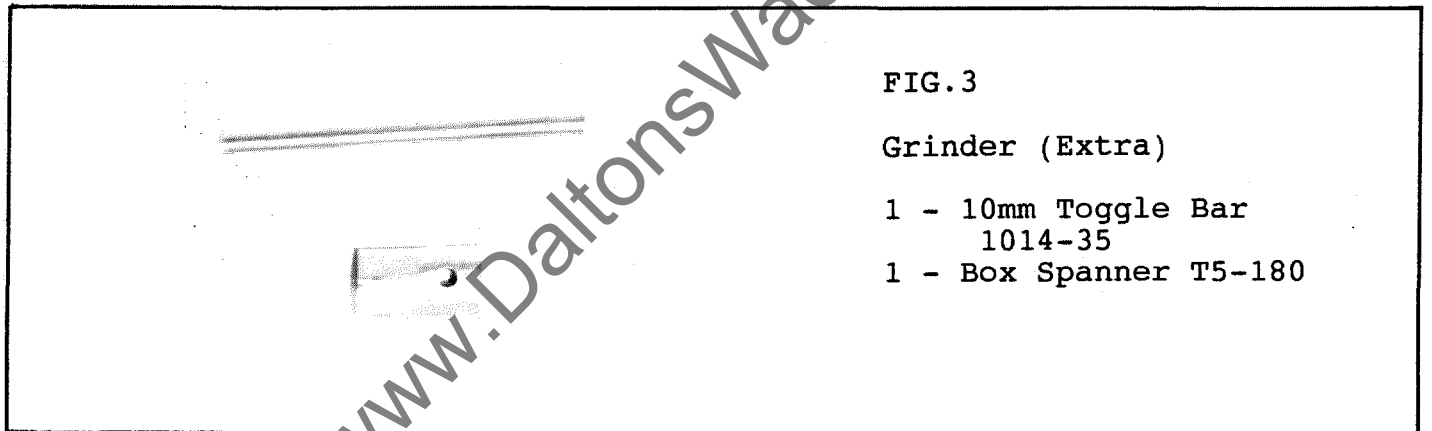 FIG.3
Grinder (Extra)
1 - 10mm Toggle Bar
1014-35
1 - Box Spanner T5-180
www.DaltonsWa